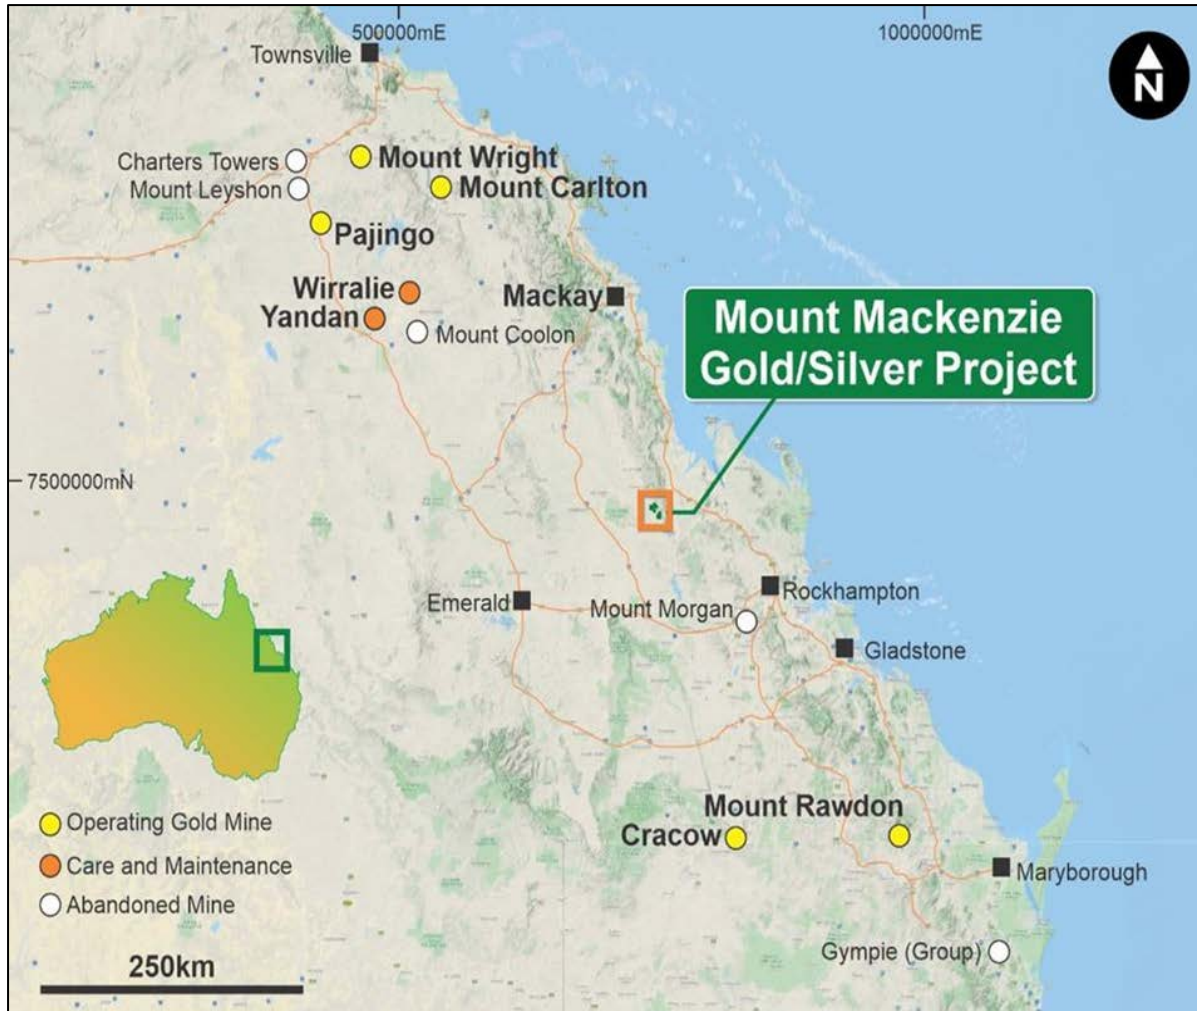 500000mE
1000000mE
Townsville
N
Charters Towers
Mount Wright
Mount Leyshon
Mount Carlton
Pajingo
Wirralie
Mackay
Yandan
Mount Coolon
Mount Mackenzie
Gold/Silver Project
7500000mN
Emerald
Mount Morgan
Rockhampton
Gladstone
Mount Rawdon
Cracow
Operating Gold Mine
Care and Maintenance
Maryborough
Abandoned Mine
Gympie (Group)
250km